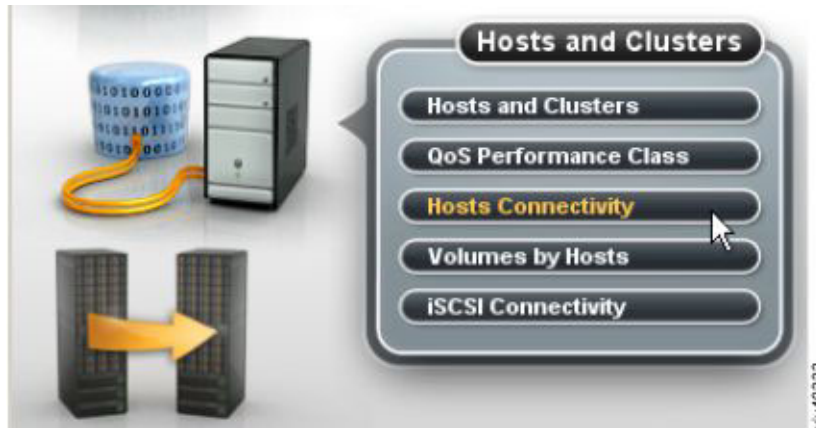 Hosts and Clusters
Hosts and Clusters
QoS Performance Class
Hosts Connectivity
Volumes by Hosts
iSCSI Connectivity